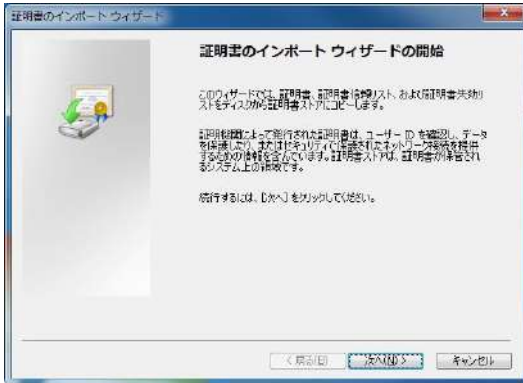 証明書のインポート ウィザード
証明書のインポート ウィザードの開始
このウィザードでは、証明書、証明書信頼リスト、および証明書失効リ
ストをディスクから証明書ストアにコピーします。
証明機関によって発行された証明書は、ユーザー ID を確認し、データ
を保護したり、またはセキュリティで保護されたネットワーク接続を提供
するための情報を含んでいます。証明書ストアは、証明書が保管され
るシステム上の領域です。
続行するには、[次へ] をクリックしてください。
< 戻る(B)
次へ(N) >
キャンセル